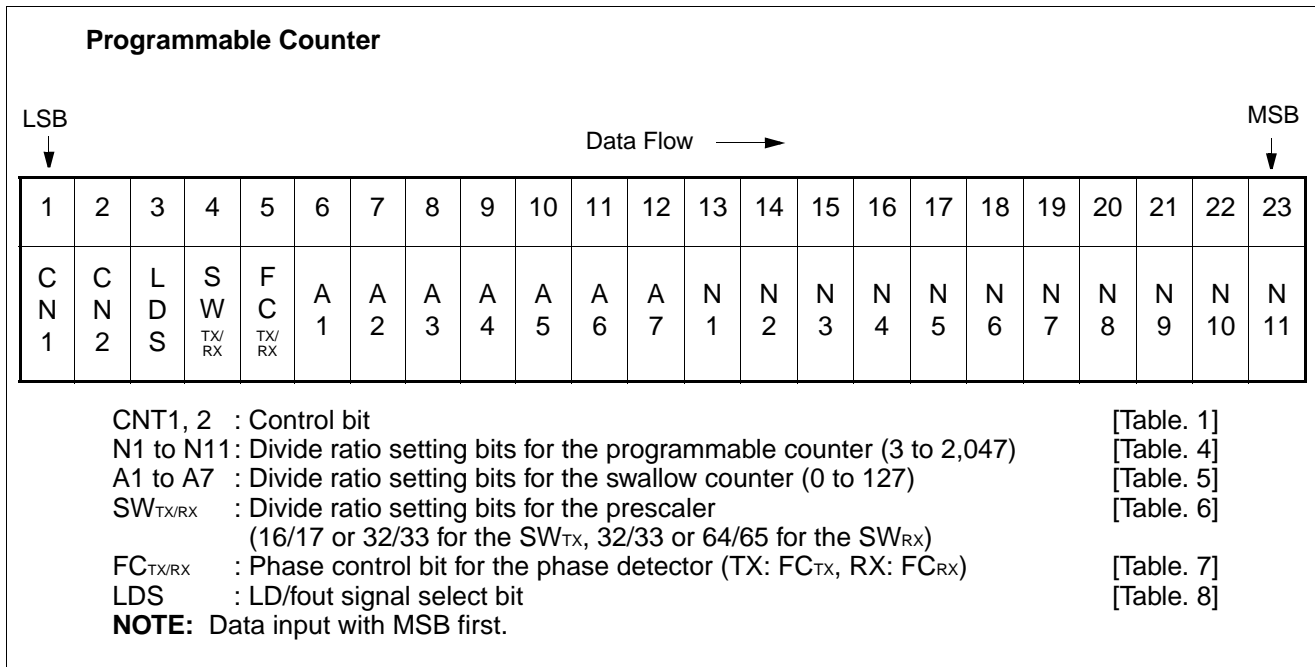 Programmable Counter
LSB MSB
Data Flow
1 2 3 4 5 6 7 8 9 10 11 12 13 14 15 16 17 18 19 20 21 22 23
CN1 CN2 LDS SWTX/RX FCTX/RX A1 A2 A3 A4 A5 A6 A7 N1 N2 N3 N4 N5 N6 N7 N8 N9 N10 N11
CNT1, 2 : Control bit [Table. 1]
N1 to N11: Divide ratio setting bits for the programmable counter (3 to 2,047) [Table. 4]
A1 to A7 : Divide ratio setting bits for the swallow counter (0 to 127) [Table. 5]
SWTX/RX : Divide ratio setting bits for the prescaler [Table. 6]
(16/17 or 32/33 for the SWTX, 32/33 or 64/65 for the SWRX)
FCTX/RX : Phase control bit for the phase detector (TX: FCTX, RX: FCRX) [Table. 7]
LDS : LD/fout signal select bit [Table. 8]
NOTE: Data input with MSB first.